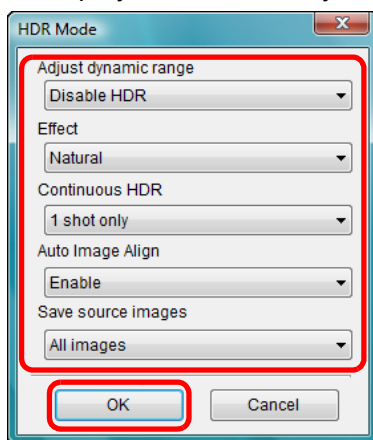 HDR Mode
Adjust dynamic range
Disable HDR
Effect
Natural
Continuous HDR
1 shot only
Auto Image Align
Enable
Save source images
All images
OK Cancel